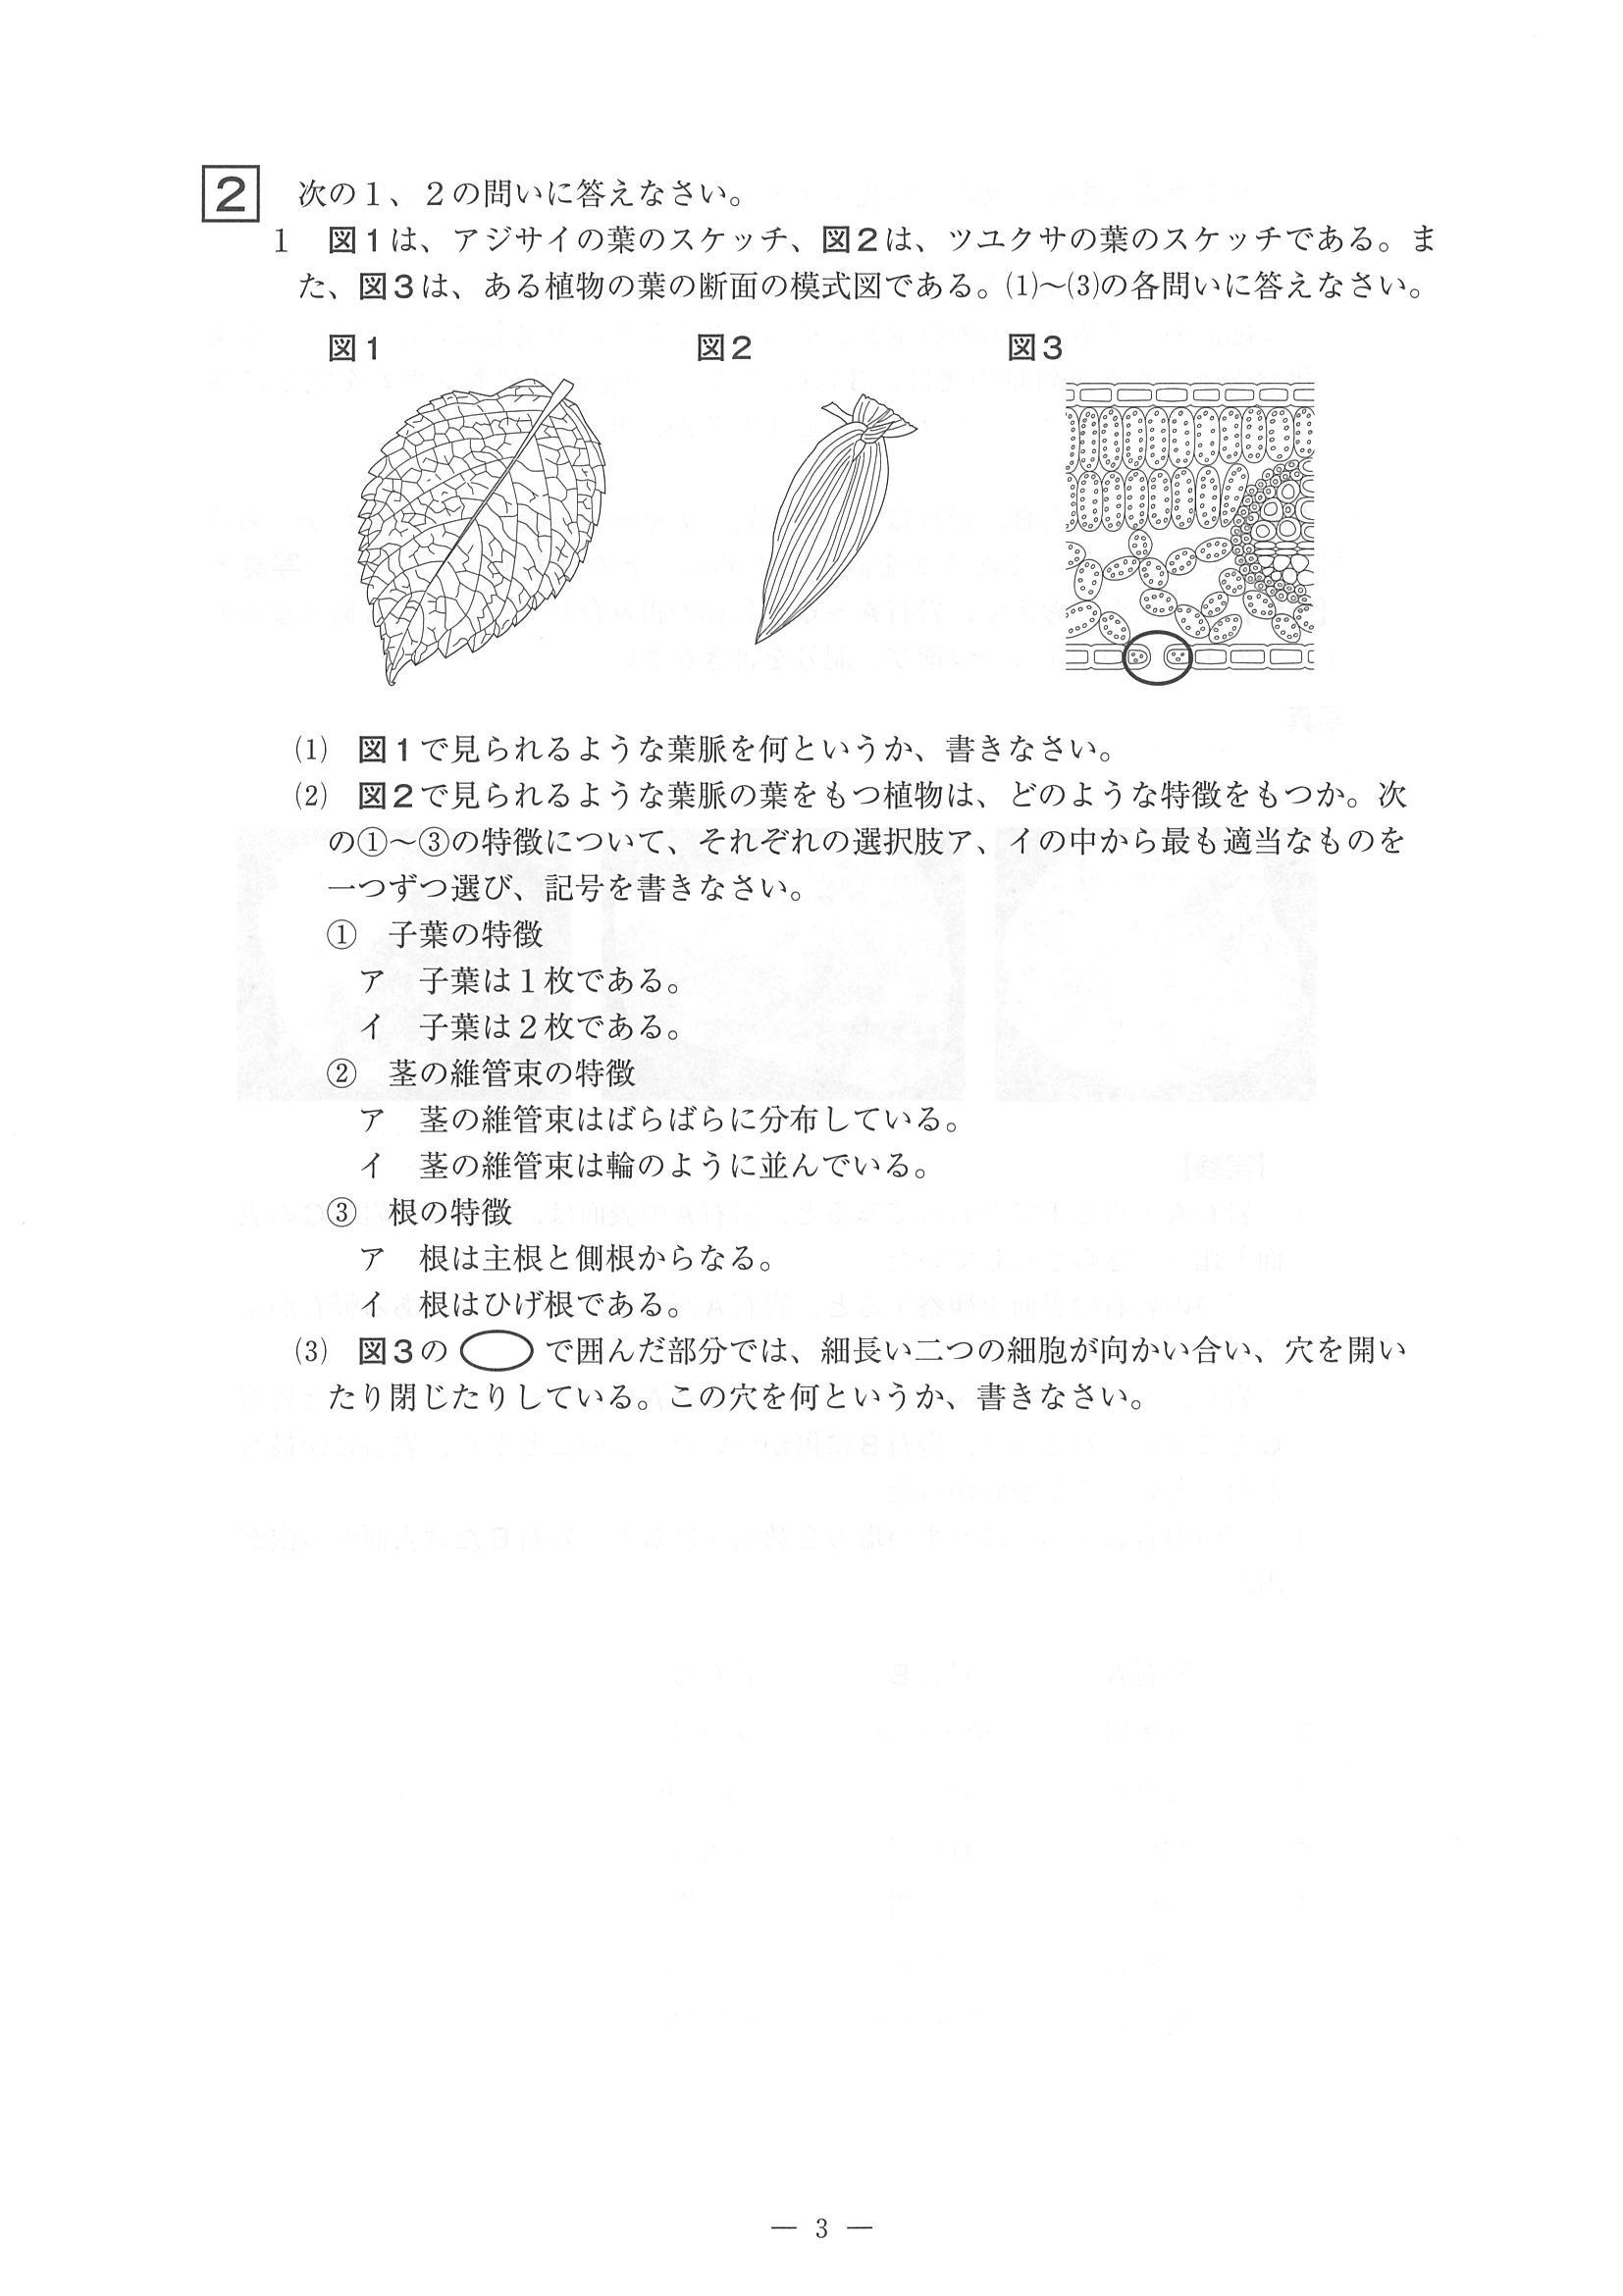 2 次の1、2の問いに答えなさい。
1 図1は、アジサイの葉のスケッチ、図2は、ツユクサの葉のスケッチである。ま
た、図3は、ある植物の葉の断面の模式図である。⑴~⑶の各問いに答えなさい。
図1 図2 図3
⑴ 図1で見られるような葉脈を何というか、書きなさい。
⑵ 図2で見られるような葉脈の葉をもつ植物は、どのような特徴をもつか。次
の①~③の特徴について、それぞれの選択肢ア、イの中から最も適当なものを
一つずつ選び、記号を書きなさい。
① 子葉の特徴
ア 子葉は1枚である。
イ 子葉は2枚である。
② 茎の維管束の特徴
ア 茎の維管束はばらばらに分布している。
イ 茎の維管束は輪のように並んでいる。
③ 根の特徴
ア 根は主根と側根からなる。
イ 根はひげ根である。
⑶ 図3の で囲んだ部分では、細長い二つの細胞が向かい合い、穴を開い
たり閉じたりしている。この穴を何というか、書きなさい。
— 3 —